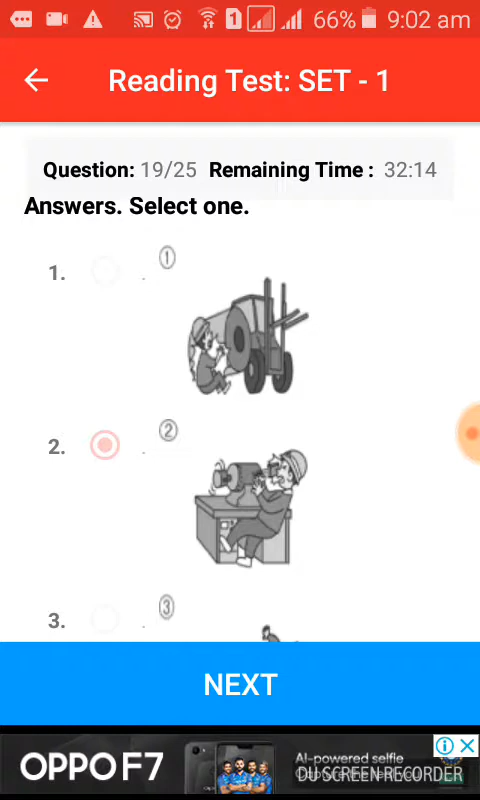 1 66% 9:02 am
Reading Test: SET - 1
Question: 19/25 Remaining Time : 32:14
Answers. Select one.
1. . ①
2. . ②
3. . ③
NEXT
OPPO F7
AI-powered selfie
DU SCREEN RECORDER